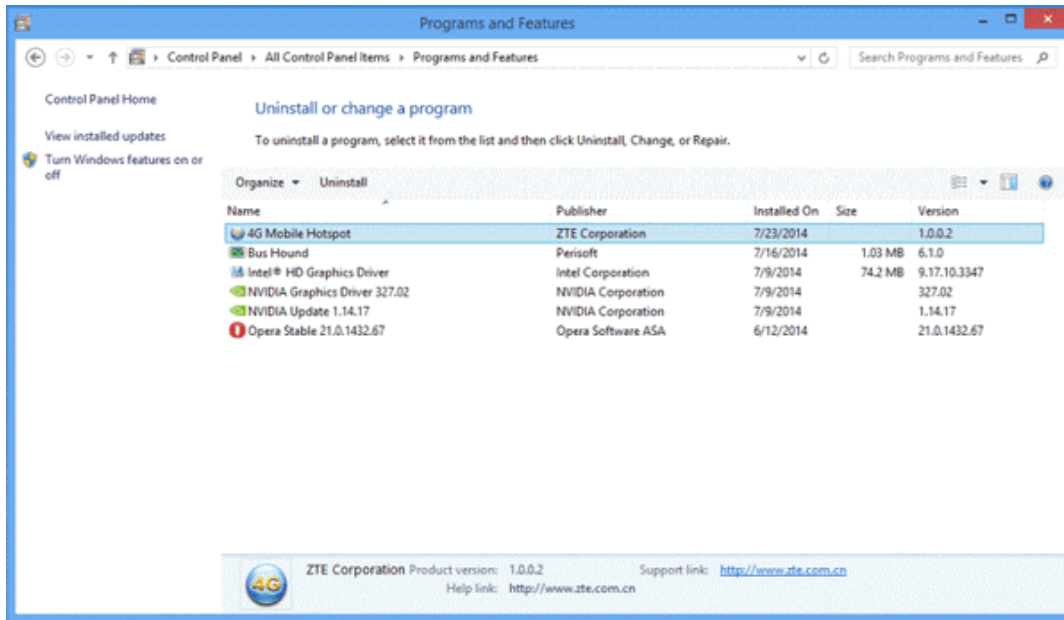 Programs and Features
Control Panel All Control Panel Items Programs and Features Search Programs and Features
Control Panel Home
View installed updates
Turn Windows features on or
off
Uninstall or change a program
To uninstall a program, select it from the list and then click Uninstall, Change, or Repair.
Organize Uninstall
Name Publisher Installed On Size Version
4G Mobile Hotspot ZTE Corporation 7/23/2014 1.0.0.2
Bus Hound Perisoft 7/16/2014 1.03 MB 6.1.0
Intel® HD Graphics Driver Intel Corporation 7/9/2014 74.2 MB 9.17.10.3347
NVIDIA Graphics Driver 327.02 NVIDIA Corporation 7/9/2014 327.02
NVIDIA Update 1.14.17 NVIDIA Corporation 7/9/2014 1.14.17
Opera Stable 21.0.1432.67 Opera Software ASA 6/12/2014 21.0.1432.67
4G
ZTE Corporation Product version: 1.0.0.2 Support link: http://www.zte.com.cn
Help link: http://www.zte.com.cn